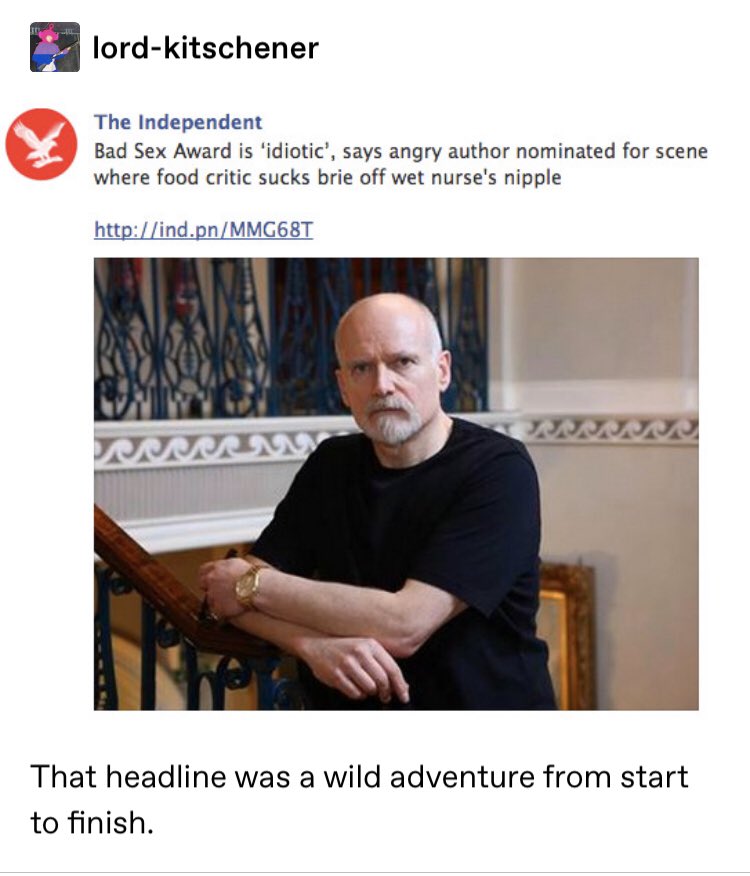 lord-kitschener
The Independent
Bad Sex Award is ‘idiotic’, says angry author nominated for scene
where food critic sucks brie off wet nurse's nipple
http://ind.pn/MMG68T
That headline was a wild adventure from start
to finish.